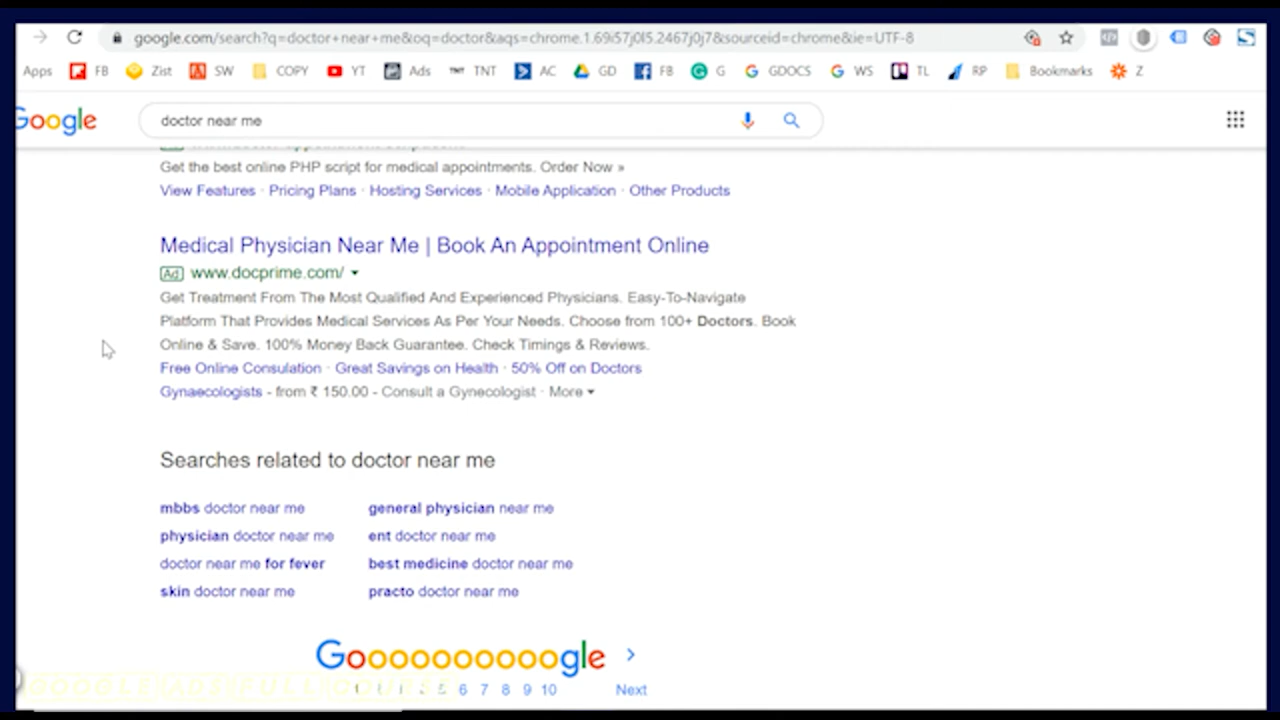 google.com/search?q=doctor+near+me&oq=doctor&aqs=chrome.1.69i57j0l5.2467j0j7&sourceid=chrome&ie=UTF-8
Apps FB Zist SW COPY YT Ads TNT TNT AC GD FB G GDOCS WS TL RP Bookmarks Z
Google doctor near me
Get the best online PHP script for medical appointments. Order Now »
View Features · Pricing Plans · Hosting Services · Mobile Application · Other Products
Medical Physician Near Me | Book An Appointment Online
Ad www.docprime.com/
Get Treatment From The Most Qualified And Experienced Physicians. Easy-To-Navigate
Platform That Provides Medical Services As Per Your Needs. Choose from 100+ Doctors. Book
Online & Save. 100% Money Back Guarantee. Check Timings & Reviews.
Free Online Consulation · Great Savings on Health · 50% Off on Doctors
Gynaecologists - from ₹ 150.00 - Consult a Gynecologist · More
Searches related to doctor near me
mbbs doctor near me general physician near me
physician doctor near me ent doctor near me
doctor near me for fever best medicine doctor near me
skin doctor near me practo doctor near me
Goooooooooogle >
6 7 8 9 10 Next